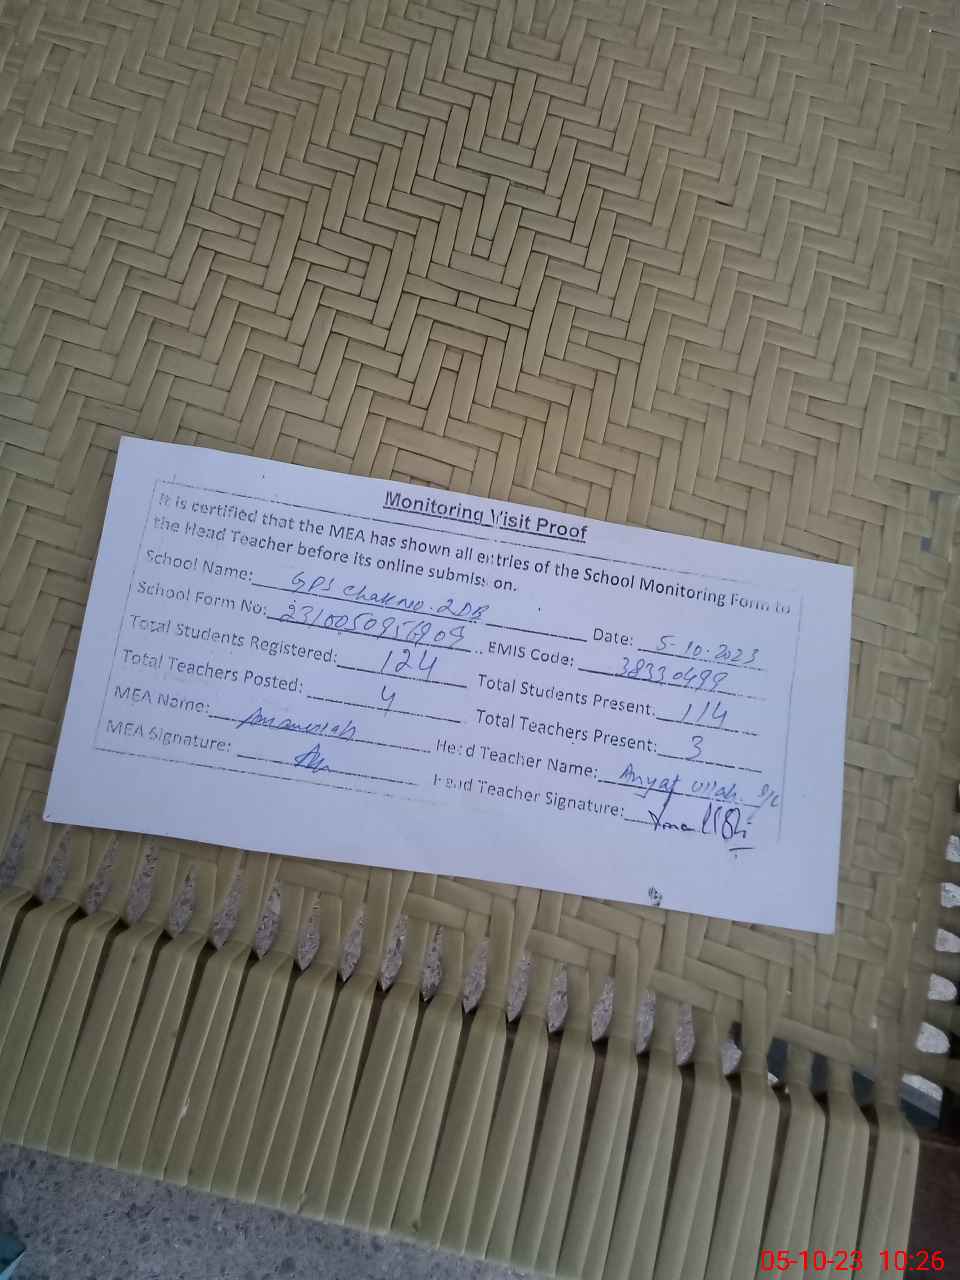 Monitoring Visit Proof
It is certified that the MEA has shown all entries of the School Monitoring Form to
the Head Teacher before its online submission.
School Name: GPS Chak no. 2DB Date: 5-10-2023
School Form No: EMIS Code: 38330499
Total Students Registered: 124 Total Students Present: 114
Total Teachers Posted: 4 Total Teachers Present: 3
MEA Name: Amanullah Head Teacher Name: Anyat Ullah
MEA Signature: Head Teacher Signature:
05-10-23 10:26